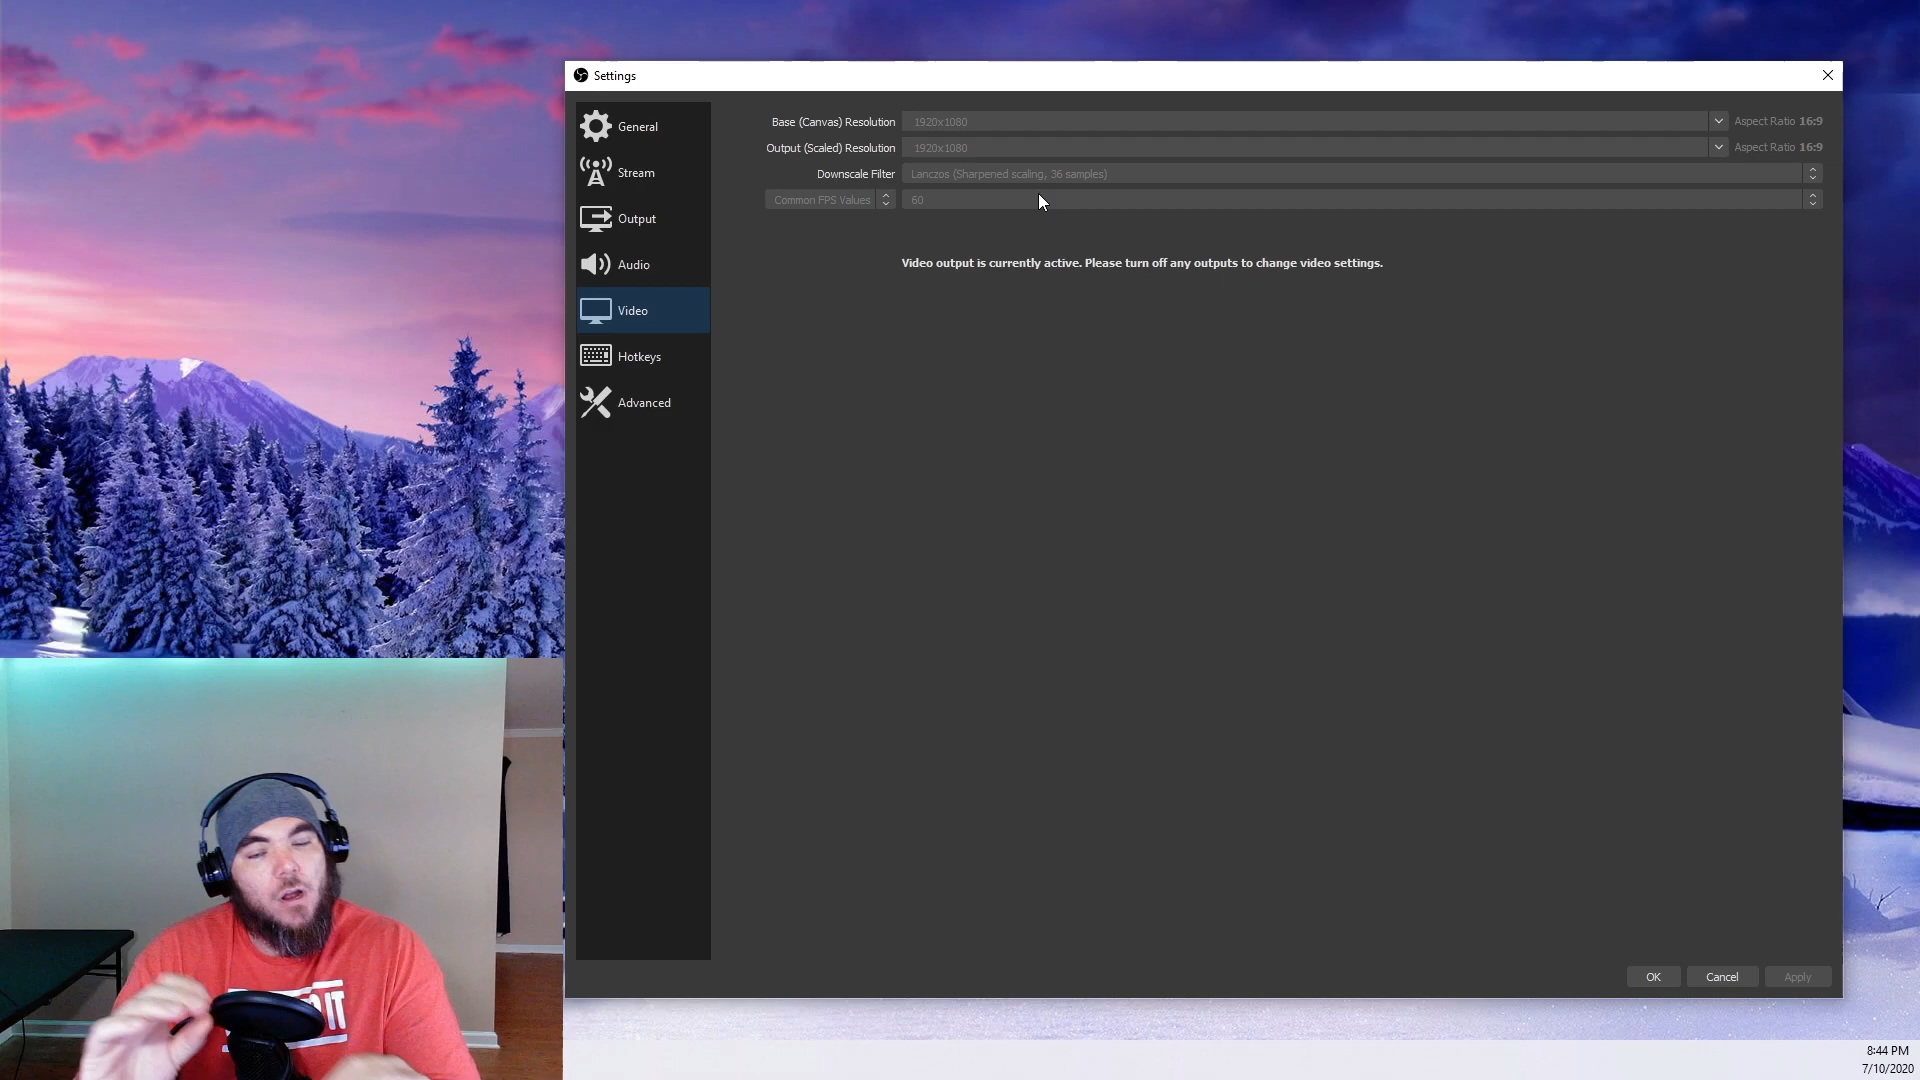 Settings
General
Stream
Output
Audio
Video
Hotkeys
Advanced
Base (Canvas) Resolution 1920x1080 Aspect Ratio 16:9
Output (Scaled) Resolution 1920x1080 Aspect Ratio 16:9
Downscale Filter Lanczos (Sharpened scaling, 36 samples)
Common FPS Values 60
Video output is currently active. Please turn off any outputs to change video settings.
OK Cancel Apply
IT
8:44 PM
7/10/2020